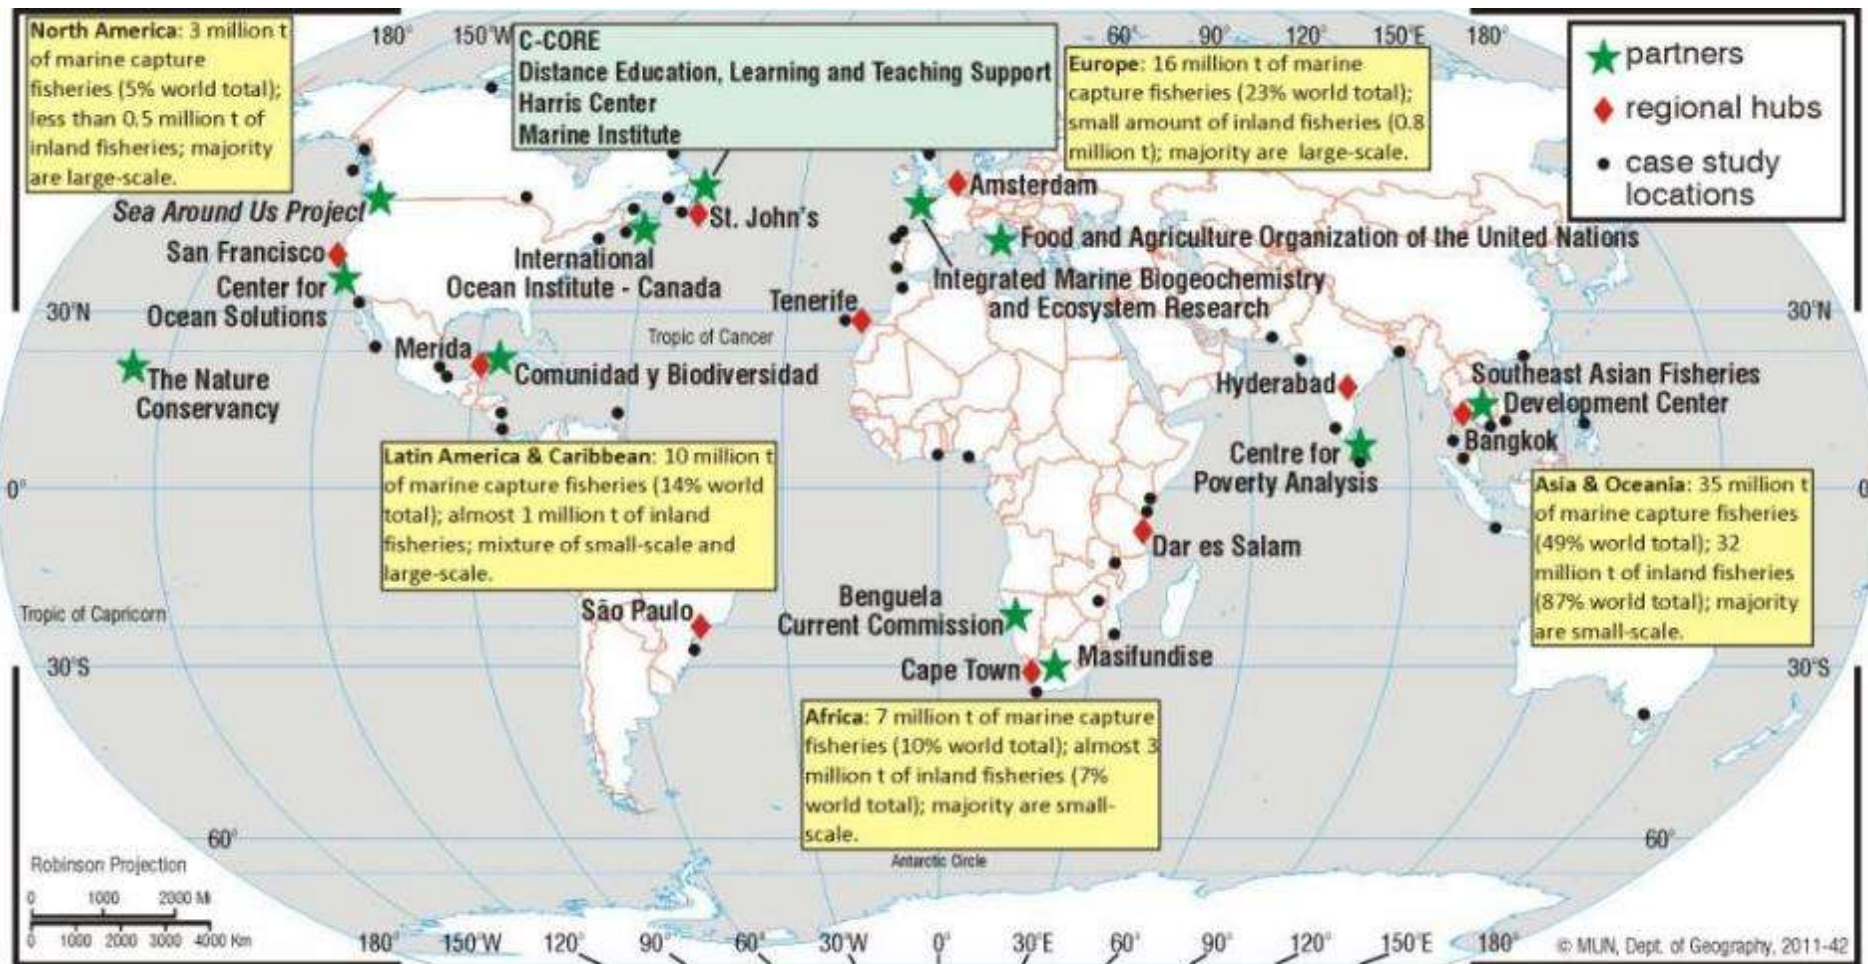 North America: 3 million t
of marine capture
fisheries (5% world total);
less than 0.5 million t of
inland fisheries; majority
are large-scale.
180°
150°W
C-CORE
Distance Education, Learning and Teaching Support
Harris Center
Marine Institute
60°
90°
120°
150°E
180°
Europe: 16 million t of marine
capture fisheries (23% world total);
small amount of inland fisheries (0.8
million t); majority are large-scale.
partners
regional hubs
case study
locations
Sea Around Us Project
San Francisco
Center for
Ocean Solutions
International
Ocean Institute - Canada
St. John's
Amsterdam
Food and Agriculture Organization of the United Nations
Integrated Marine Biogeochemistry
and Ecosystem Research
30°N
Tenerife
Tropic of Cancer
30°N
Merida
Comunidad y Biodiversidad
The Nature
Conservancy
Hyderabad
Southeast Asian Fisheries
Development Center
Bangkok
Centre for
Poverty Analysis
Latin America & Caribbean: 10 million t
of marine capture fisheries (14% world
total); almost 1 million t of inland
fisheries; mixture of small-scale and
large-scale.
0°
0
Asia & Oceania: 35 million t
of marine capture fisheries
(49% world total); 32
million t of inland fisheries
(87% world total); majority
are small-scale.
Dar es Salam
Tropic of Capricorn
São Paulo
Benguela
Current Commission
Masifundise
Cape Town
30°S
30°S
Africa: 7 million t of marine capture
fisheries (10% world total); almost 3
million t of inland fisheries (7%
world total); majority are small-
scale.
60°
60°
Antarctic Circle
Robinson Projection
0 1000 2000 Mi
0 1000 2000 3000 4000 Km
180° 150°W 120° 90° 60° 30°W 0° 30°E 60° 90° 120° 150°E 180°
© MUN, Dept. of Geography, 2011-42